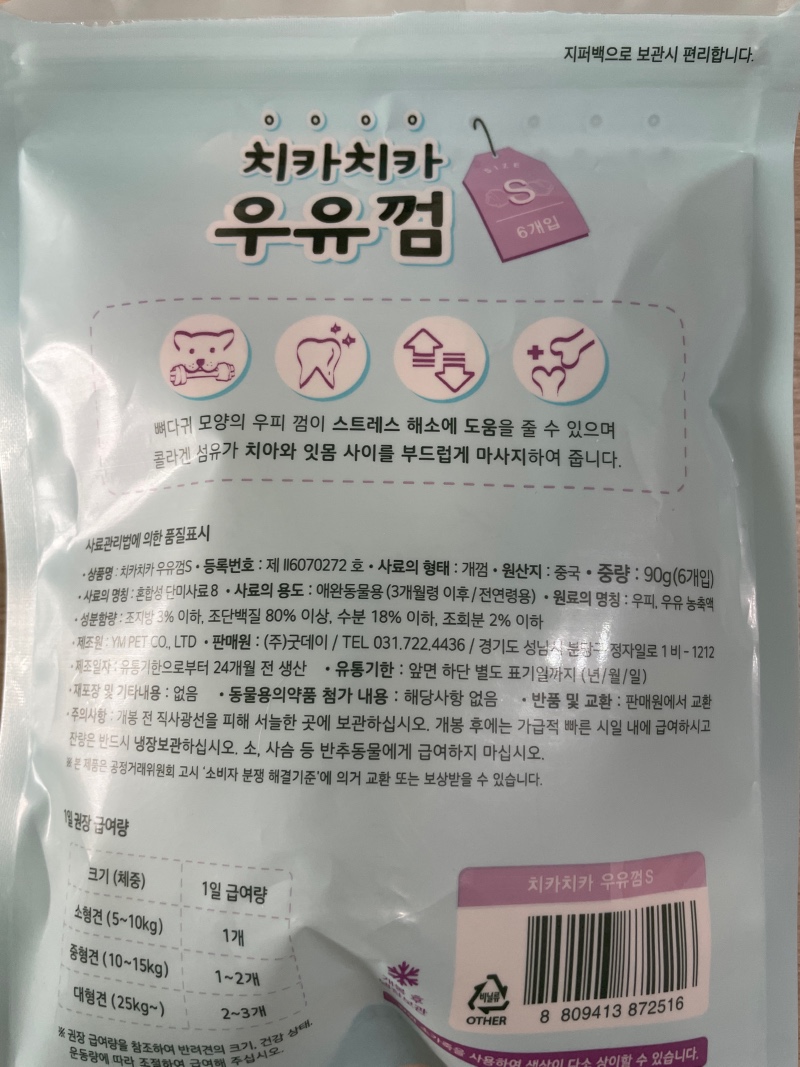 지퍼백으로 보관시 편리합니다.
치카치카
우유껌
SIZE
S
6개입
뼈다귀 모양의 우피 껌이 스트레스 해소에 도움을 줄 수 있으며
콜라겐 섬유가 치아와 잇몸 사이를 부드럽게 마사지하여 줍니다.
사료관리법에 의한 품질표시
• 상품명 : 치카치카 우유껌S • 등록번호 : 제 II6070272 호 • 사료의 형태 : 개껌 • 원산지 : 중국 • 중량 : 90g(6개입)
• 사료의 명칭 : 혼합성 단미사료 8 • 사료의 용도 : 애완동물용 (3개월령 이후 / 전연령용) • 원료의 명칭 : 우피, 우유 농축액
• 성분함량 : 조지방 3% 이하, 조단백질 80% 이상, 수분 18% 이하, 조회분 2% 이하
• 제조원 : YM PET CO., LTD • 판매원 : (주)굿데이 / TEL 031.722.4436 / 경기도 성남시 분당구 정자일로 1 비 - 1212
• 제조일자 : 유통기한으로부터 24개월 전 생산 • 유통기한 : 앞면 하단 별도 표기일까지 (년/월/일)
• 재포장 및 기타내용 : 없음 • 동물용의약품 첨가 내용 : 해당사항 없음 • 반품 및 교환 : 판매원에서 교환
• 주의사항 : 개봉 전 직사광선을 피해 서늘한 곳에 보관하십시오. 개봉 후에는 가급적 빠른 시일 내에 급여하시고
잔량은 반드시 냉장보관하십시오. 소, 사슴 등 반추동물에게 급여하지 마십시오.
※ 본 제품은 공정거래위원회 고시 '소비자 분쟁 해결기준'에 의거 교환 또는 보상받을 수 있습니다.
1일 권장 급여량
크기 (체중) 1일 급여량
소형견 (5~10kg) 1개
중형견 (10~15kg) 1~2개
대형견 (25kg~) 2~3개
※ 권장 급여량을 참조하여 반려견의 크기, 건강 상태,
운동량에 따라 조절하여 급여해 주십시오.
치카치카 우유껌S
비닐류
OTHER
8 809413 872516
개봉 후
사용하여 색상이 다소 상이할 수 있습니다.